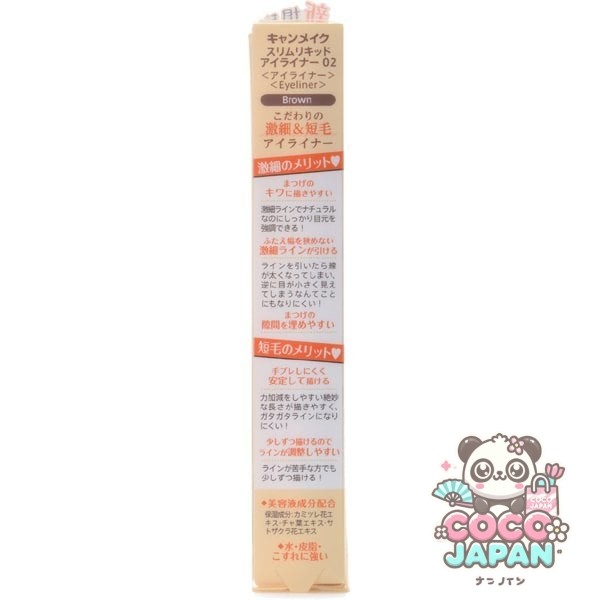 キャンメイク
スリムリキッド
アイライナー 02
＜アイライナー＞
＜Eyeliner＞
Brown
こだわりの
激細＆短毛
アイライナー
激細のメリット♥
まつげの
キワに描きやすい
激細ラインでナチュラル
なのにしっかり目元を
強調できる！
ふたえ幅を狭めない
激細ラインが引ける
ラインを引いたら線
が太くなってしまい、
逆に目が小さく見え
てしまうなんてこと
にもなりにくい！
まつげの
隙間を埋めやすい
短毛のメリット♥
手ブレしにくく
安定して描ける
力加減をしやすい絶妙
な長さが描きやすく、
ガタガタラインになり
にくい！
少しずつ描けるので
ラインが調整しやすい
ラインが苦手な方でも
少しずつ描ける！
◆美容液成分配合
保湿成分：カミツレ花エ
キス・チャ葉エキス・サ
トザクラ花エキス
◆水・皮脂・
こすれに強い
COCO
JAPAN
COCO
JAPAN